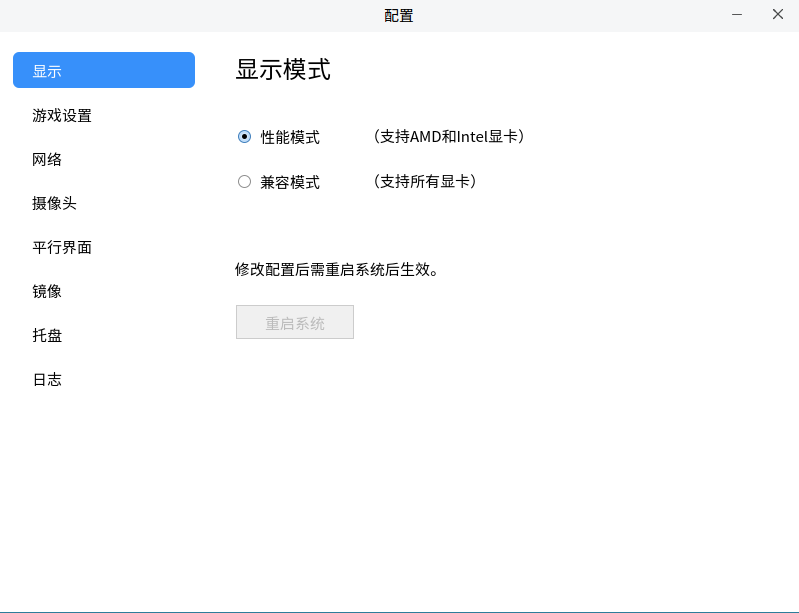 配置
显示
游戏设置
网络
摄像头
平行界面
镜像
托盘
日志
显示模式
性能模式 （支持AMD和Intel显卡）
兼容模式 （支持所有显卡）
修改配置后需重启系统后生效。
重启系统